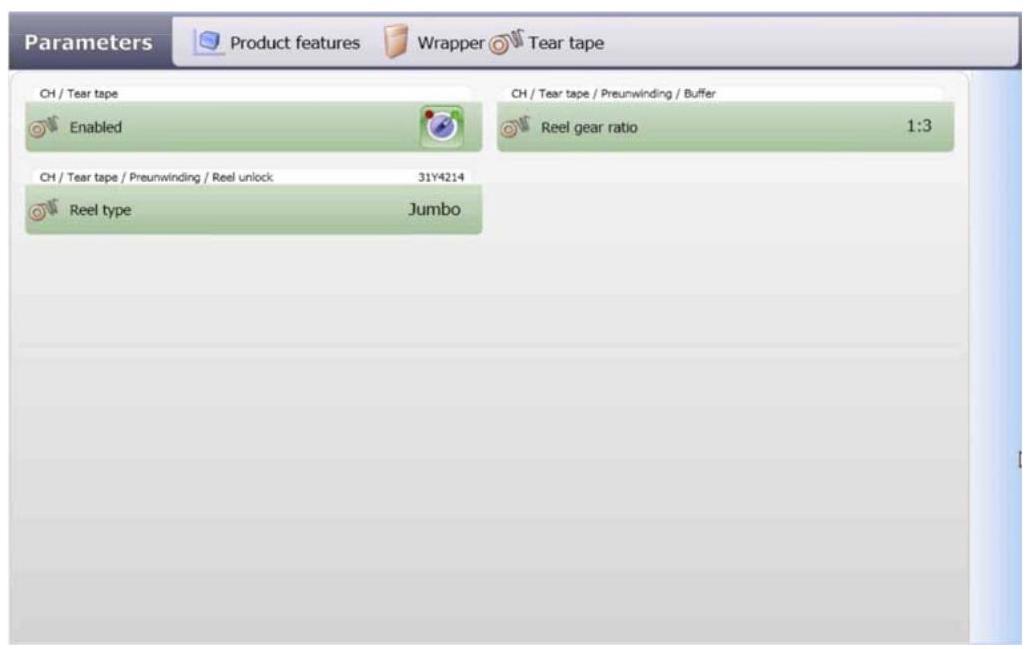 Parameters Product features Wrapper Tear tape
CH / Tear tape
Enabled
CH / Tear tape / Preunwinding / Buffer
Reel gear ratio 1:3
CH / Tear tape / Preunwinding / Reel unlock 31Y4214
Reel type Jumbo